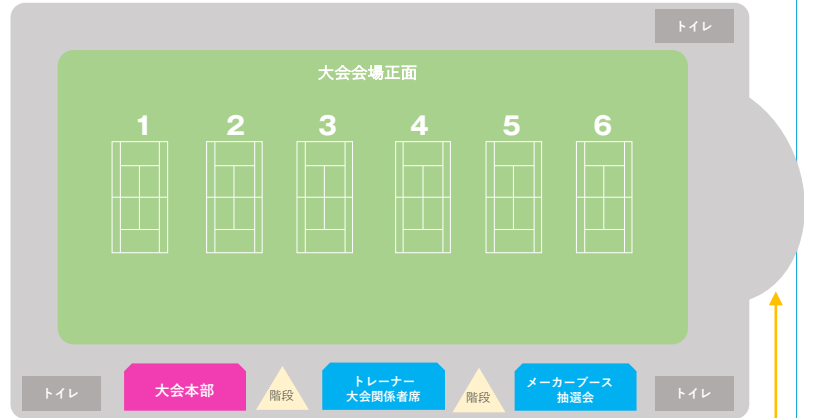 トイレ
大会会場正面
1 2 3 4 5 6
トイレ
大会本部
階段
トレーナー
大会関係者席
階段
メーカーブース
抽選会
トイレ